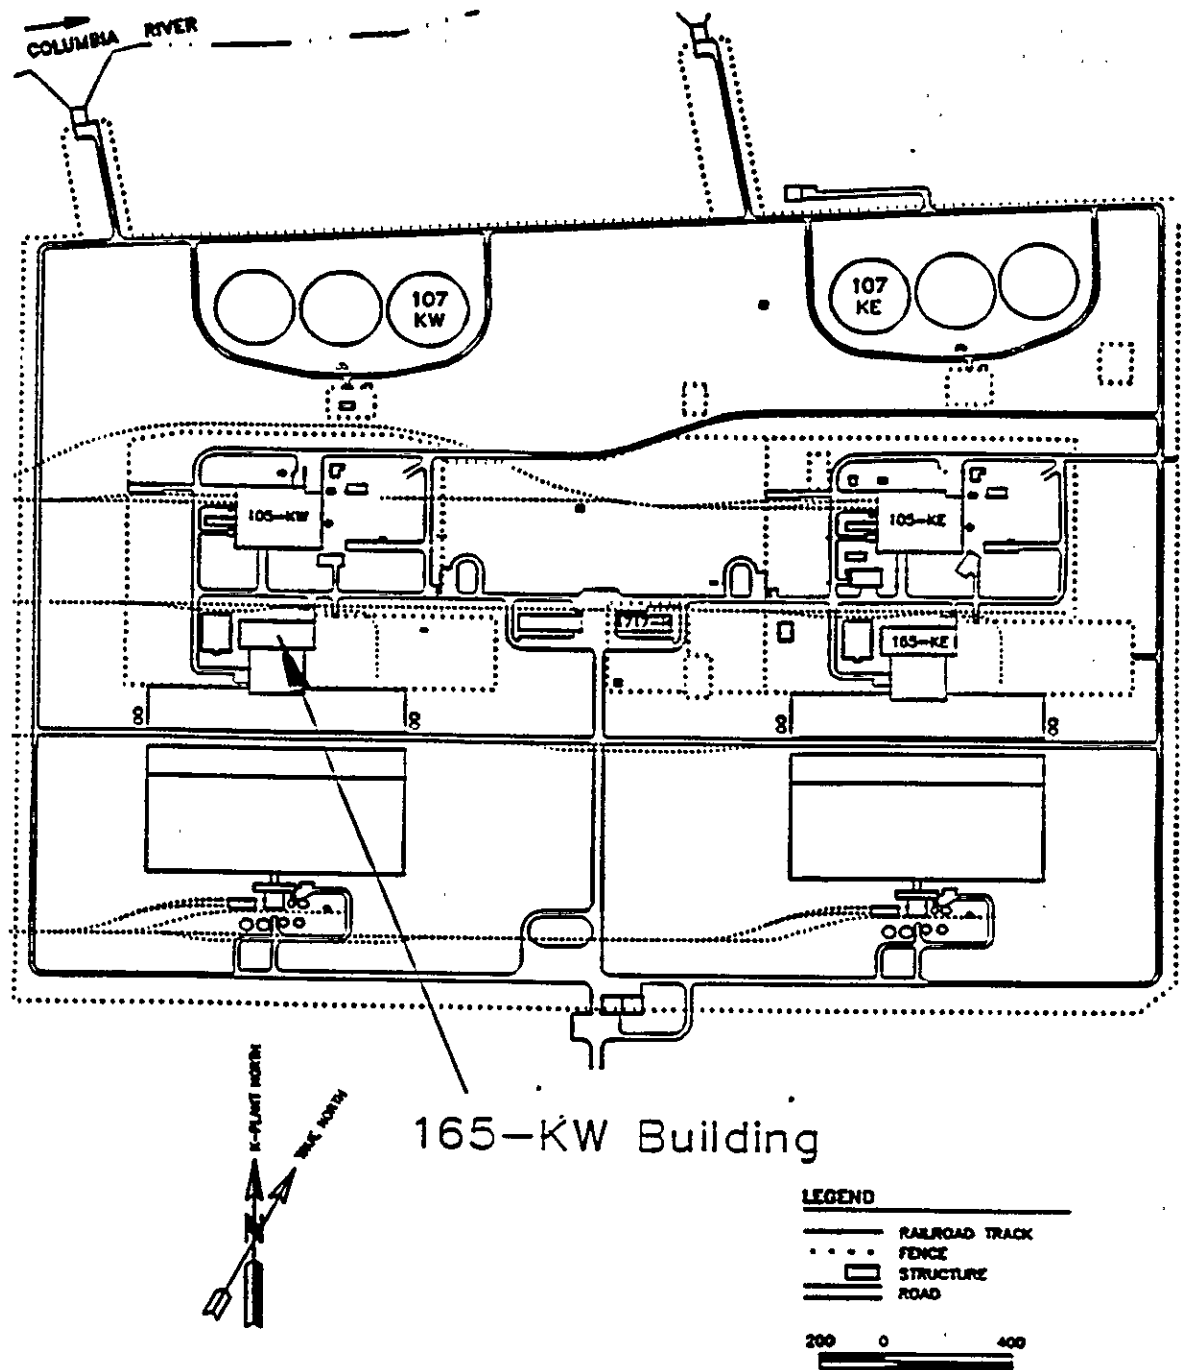 COLUMBIA RIVER
107
KW
107
KE
105-KW
105-KE
165-KE
K-PLANT NORTH
TRUE NORTH
165-KW Building
LEGEND
RAILROAD TRACK
FENCE
STRUCTURE
ROAD
200 0 400